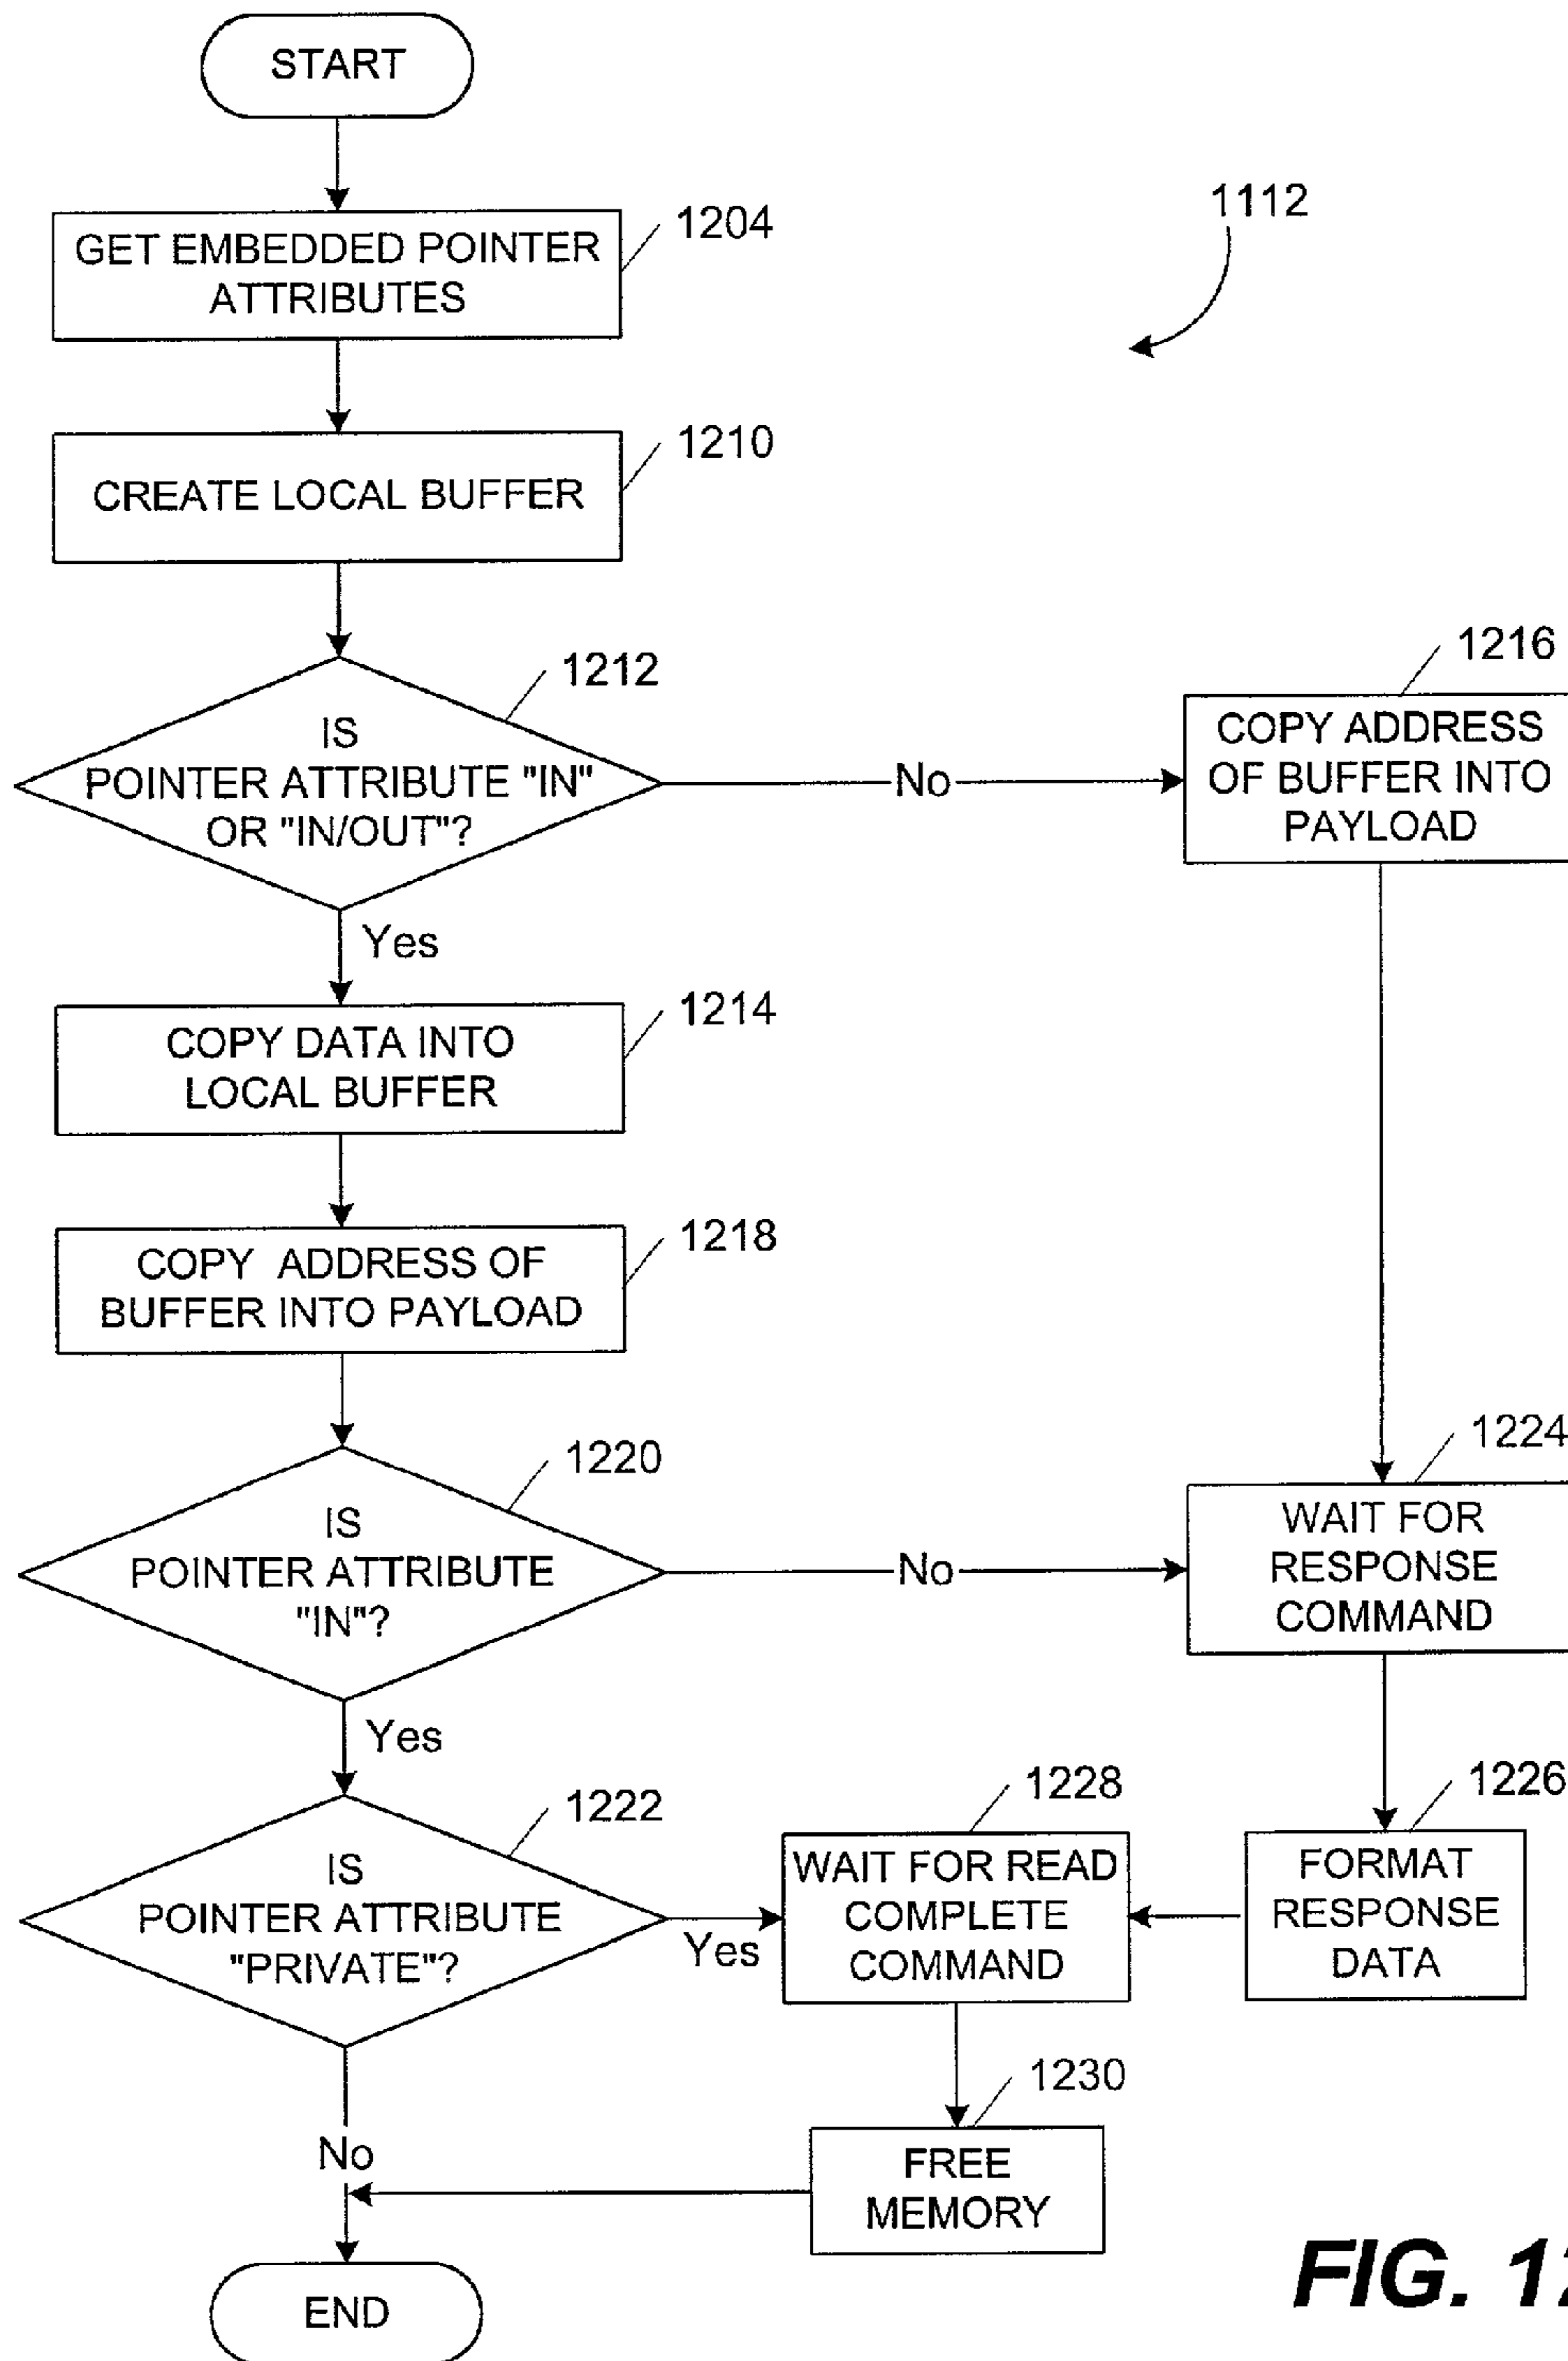 START
1112
1204
GET EMBEDDED POINTER
ATTRIBUTES
1210
CREATE LOCAL BUFFER
1212
IS
POINTER ATTRIBUTE "IN"
OR "IN/OUT"?
No
1216
COPY ADDRESS
OF BUFFER INTO
PAYLOAD
Yes
1214
COPY DATA INTO
LOCAL BUFFER
1218
COPY ADDRESS OF
BUFFER INTO PAYLOAD
1220
IS
POINTER ATTRIBUTE
"IN"?
No
1224
WAIT FOR
RESPONSE
COMMAND
Yes
1222
IS
POINTER ATTRIBUTE
"PRIVATE"?
Yes
1228
WAIT FOR READ
COMPLETE
COMMAND
1226
FORMAT
RESPONSE
DATA
No
1230
FREE
MEMORY
END
FIG. 12